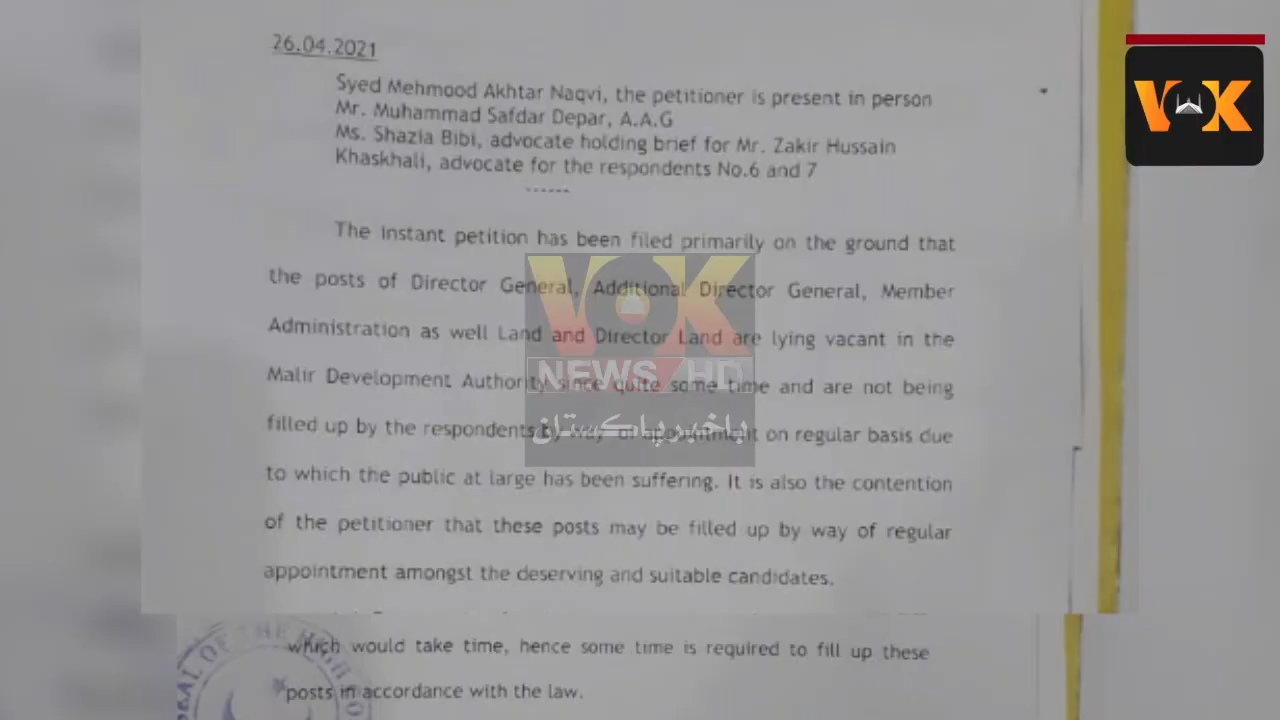 26.04.2021
VOK
Syed Mehmood Akhtar Naqvi, the petitioner is present in person
Mr. Muhammad Safdar Depar, A.A.G
Ms. Shazia Bibi, advocate holding brief for Mr. Zakir Hussain
Khaskhali, advocate for the respondents No.6 and 7
------
The instant petition has been filed primarily on the ground that
the posts of Director General, Additional Director General, Member
Administration as well Land and Director Land are lying vacant in the
Malir Development Authority since quite some time and are not being
filled up by the respondents by way of appointment on regular basis due
to which the public at large has been suffering. It is also the contention
of the petitioner that these posts may be filled up by way of regular
appointment amongst the deserving and suitable candidates.
VOK
NEWS HD
باخبر پاکستان
which would take time, hence some time is required to fill up these
posts in accordance with the law.
OF THE HIGH CO